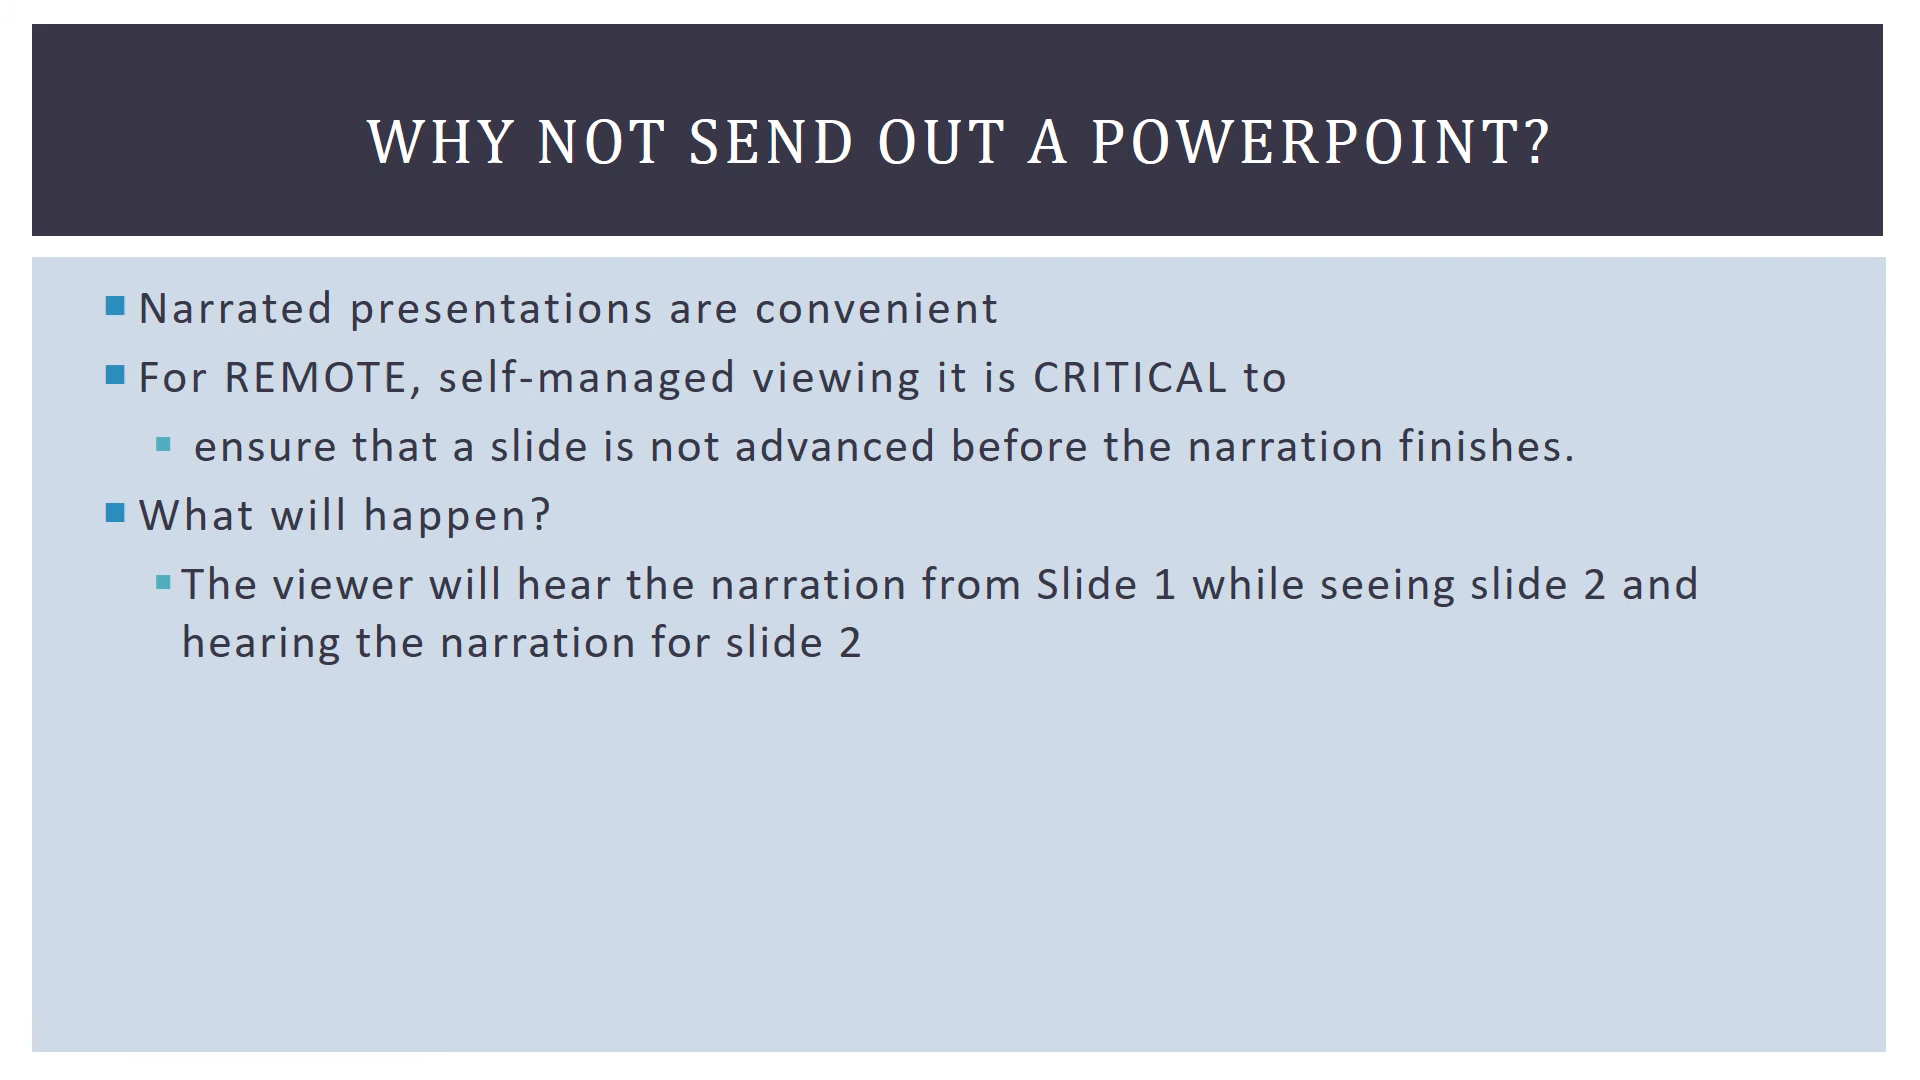 WHY NOT SEND OUT A POWERPOINT?
Narrated presentations are convenient
For REMOTE, self-managed viewing it is CRITICAL to
ensure that a slide is not advanced before the narration finishes.
What will happen?
The viewer will hear the narration from Slide 1 while seeing slide 2 and
hearing the narration for slide 2